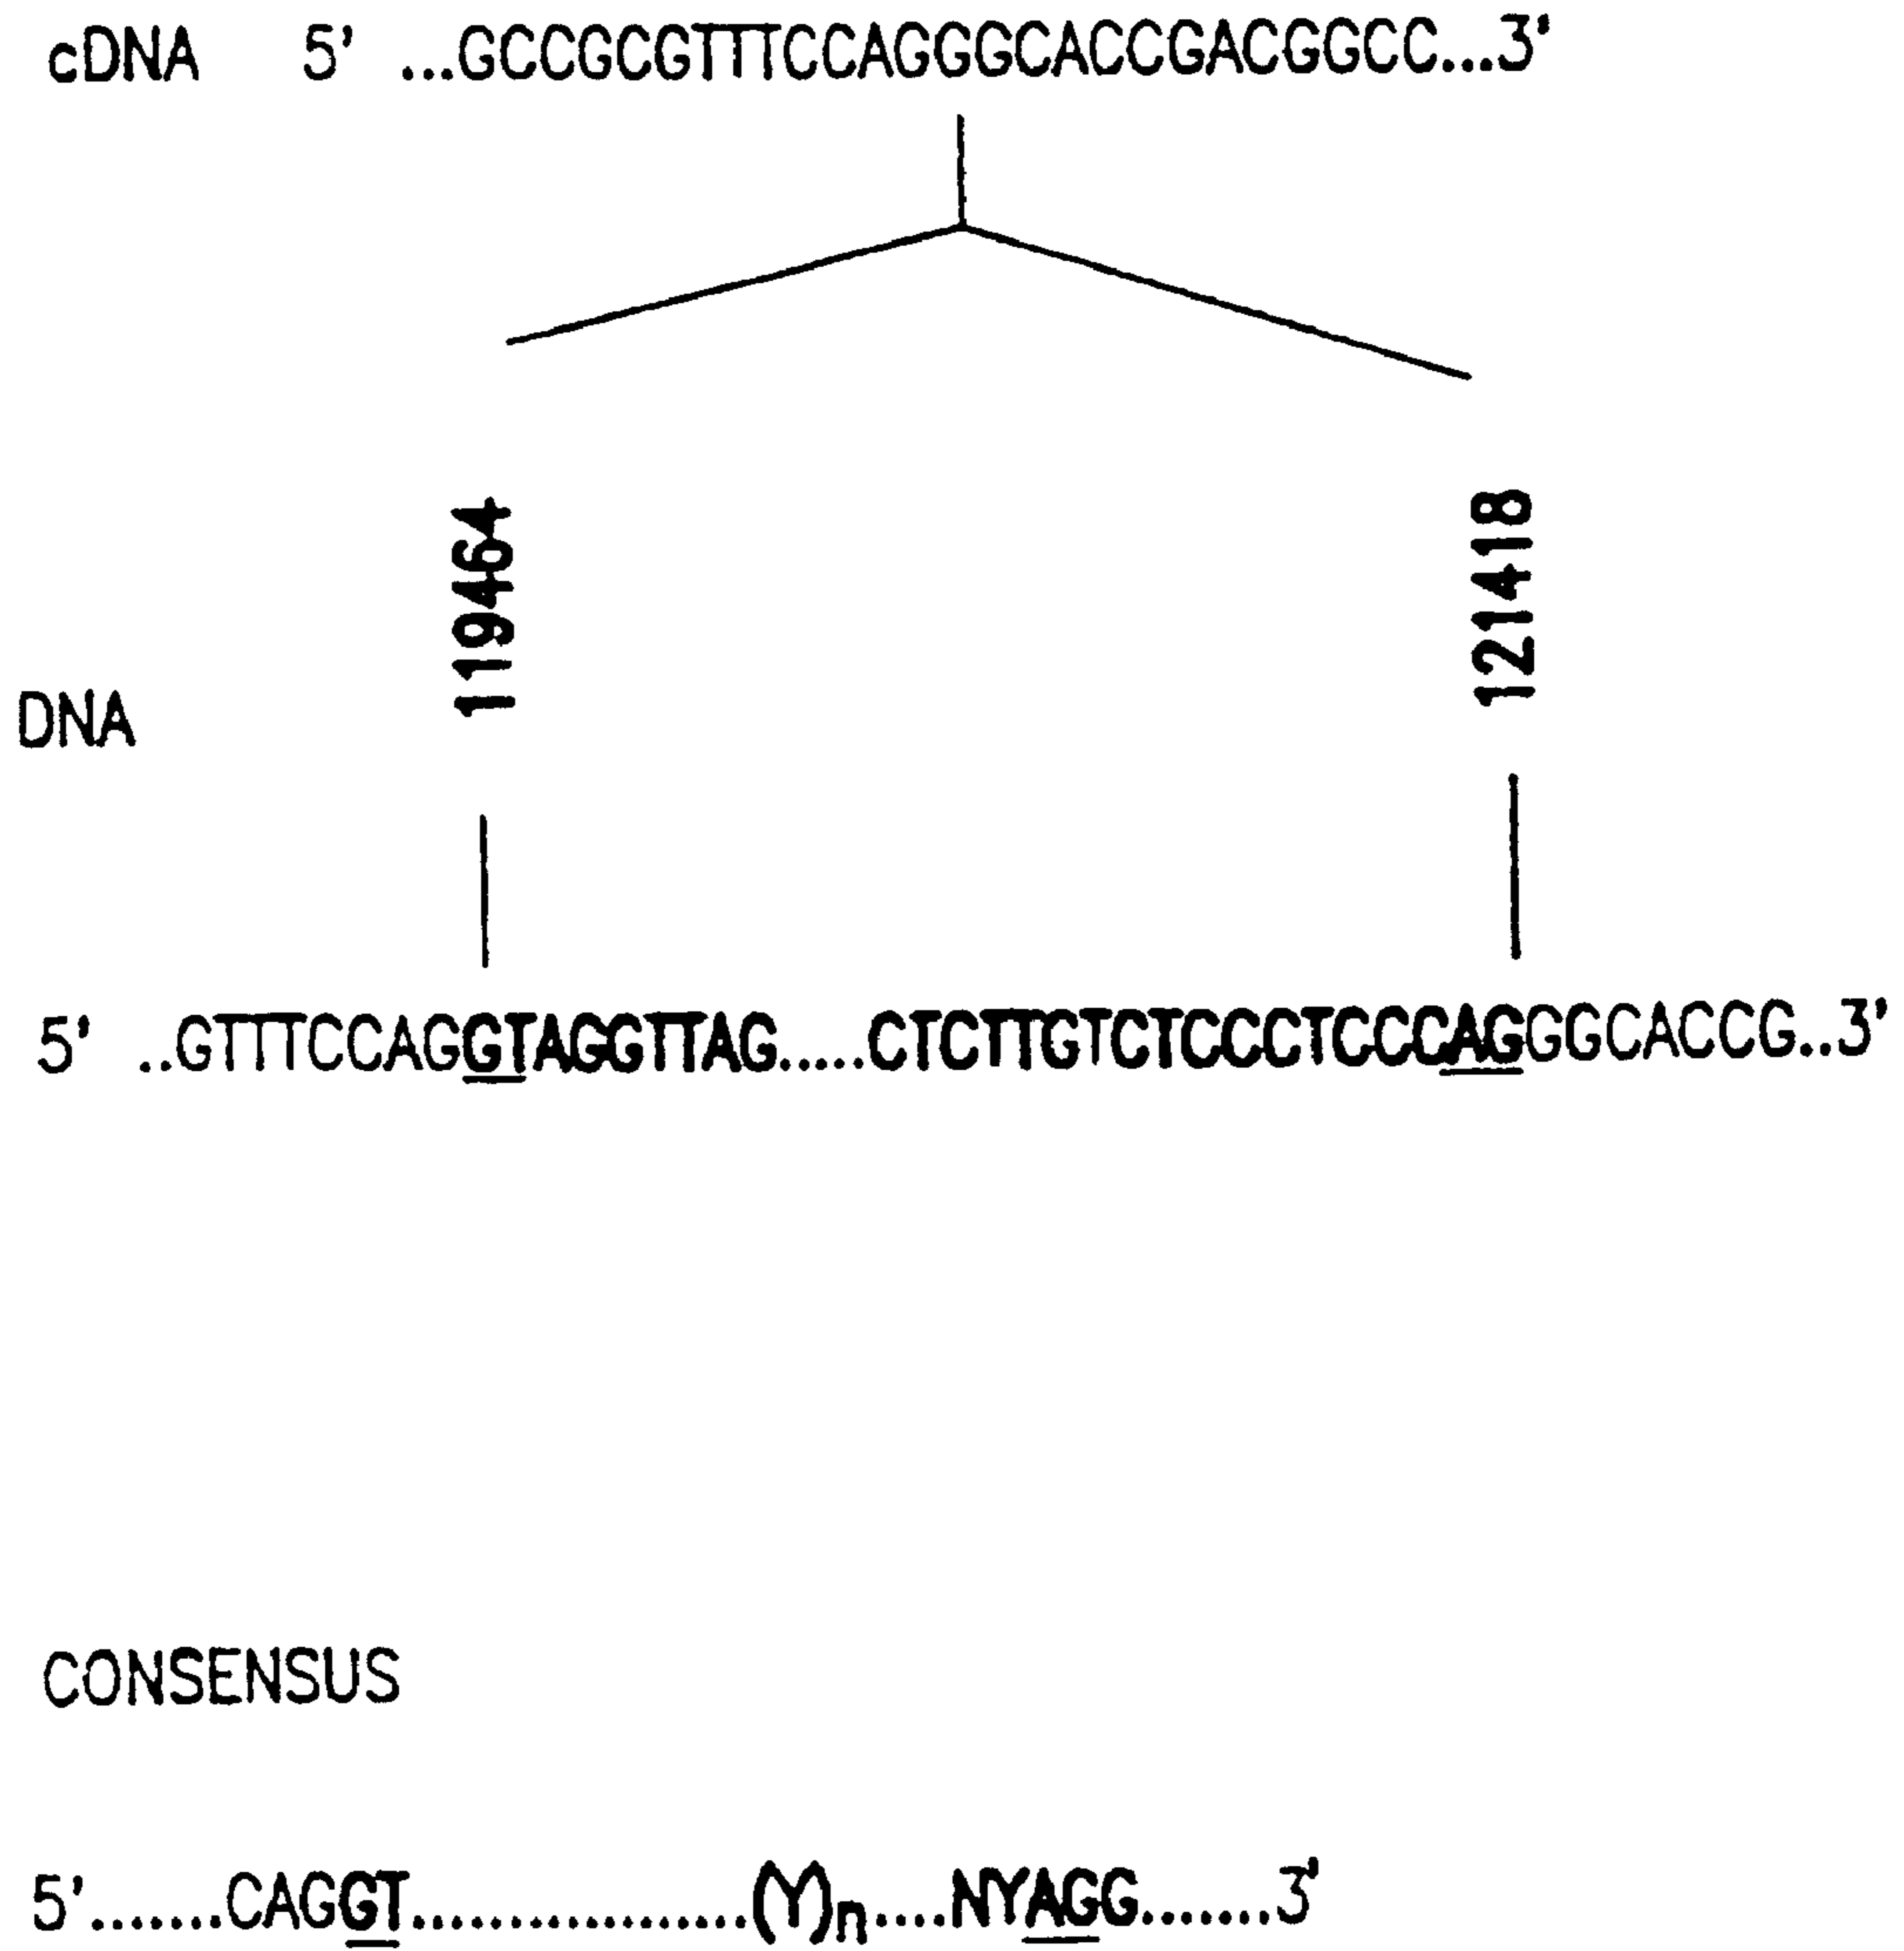 cDNA 5' ...GCCGCGTTTCCAGGGCACCGACGGCC...3'
119464
121418
DNA
5' ..GTTTCCAGGTAGGTTAG.....CTCTTGTCTCCCTCCCAGGGCACCG..3'
CONSENSUS
5'.......CAGGT..................(Y)n....NYAGG.......3'